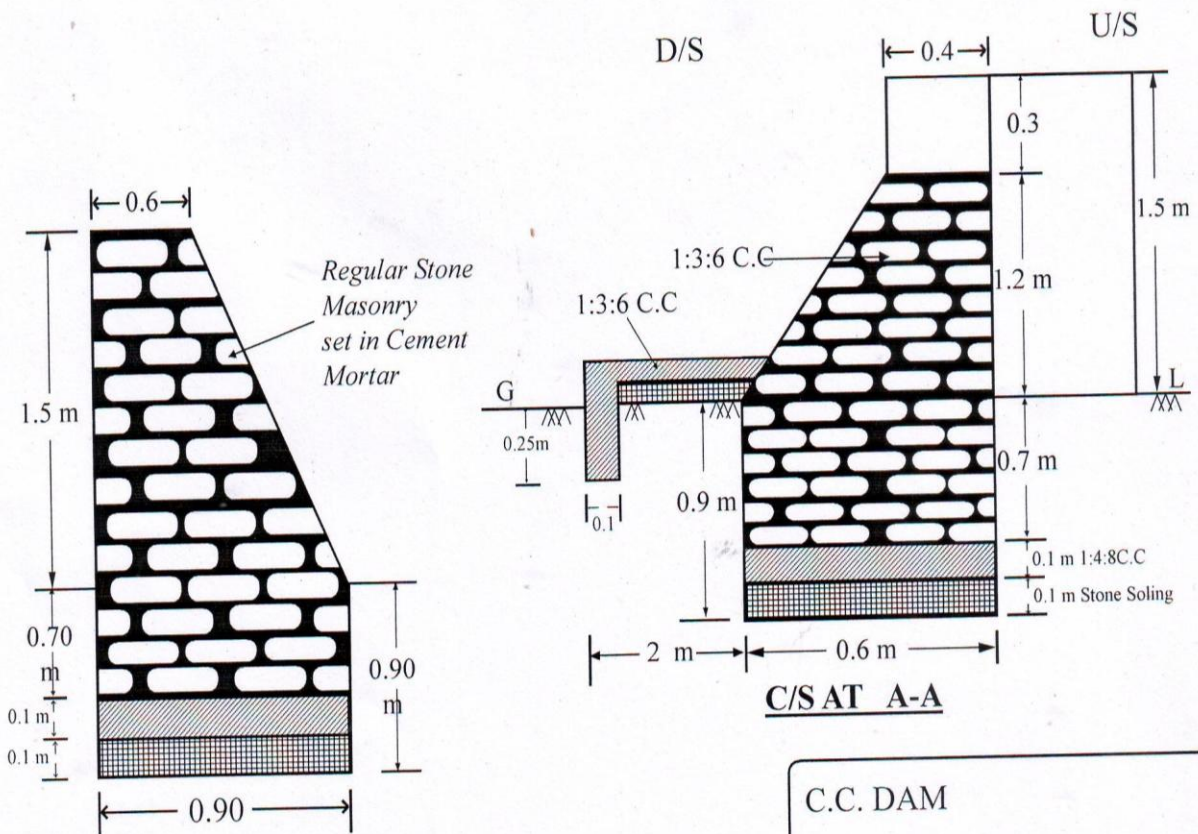 D/S
U/S
0.4
0.3
1.5 m
1:3:6 C.C
1.2 m
1:3:6 C.C
G
L
0.25m
0.1
0.9 m
0.7 m
0.1 m 1:4:8C.C
0.1 m Stone Soling
2 m
0.6 m
C/S AT A-A
0.6
Regular Stone
Masonry
set in Cement
Mortar
1.5 m
0.70
m
0.90
m
0.1 m
0.1 m
0.90
C.C. DAM